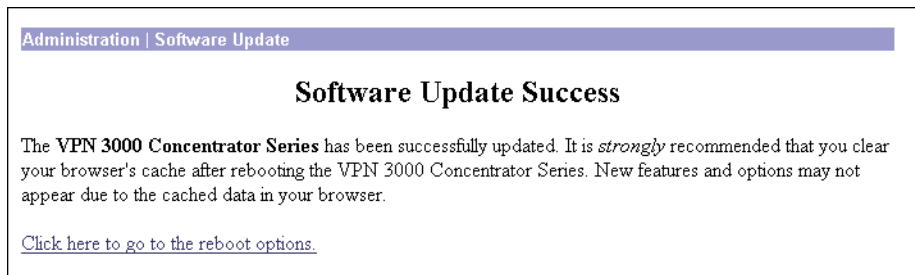 Administration | Software Update
Software Update Success
The VPN 3000 Concentrator Series has been successfully updated. It is strongly recommended that you clear
your browser's cache after rebooting the VPN 3000 Concentrator Series. New features and options may not
appear due to the cached data in your browser.
Click here to go to the reboot options.